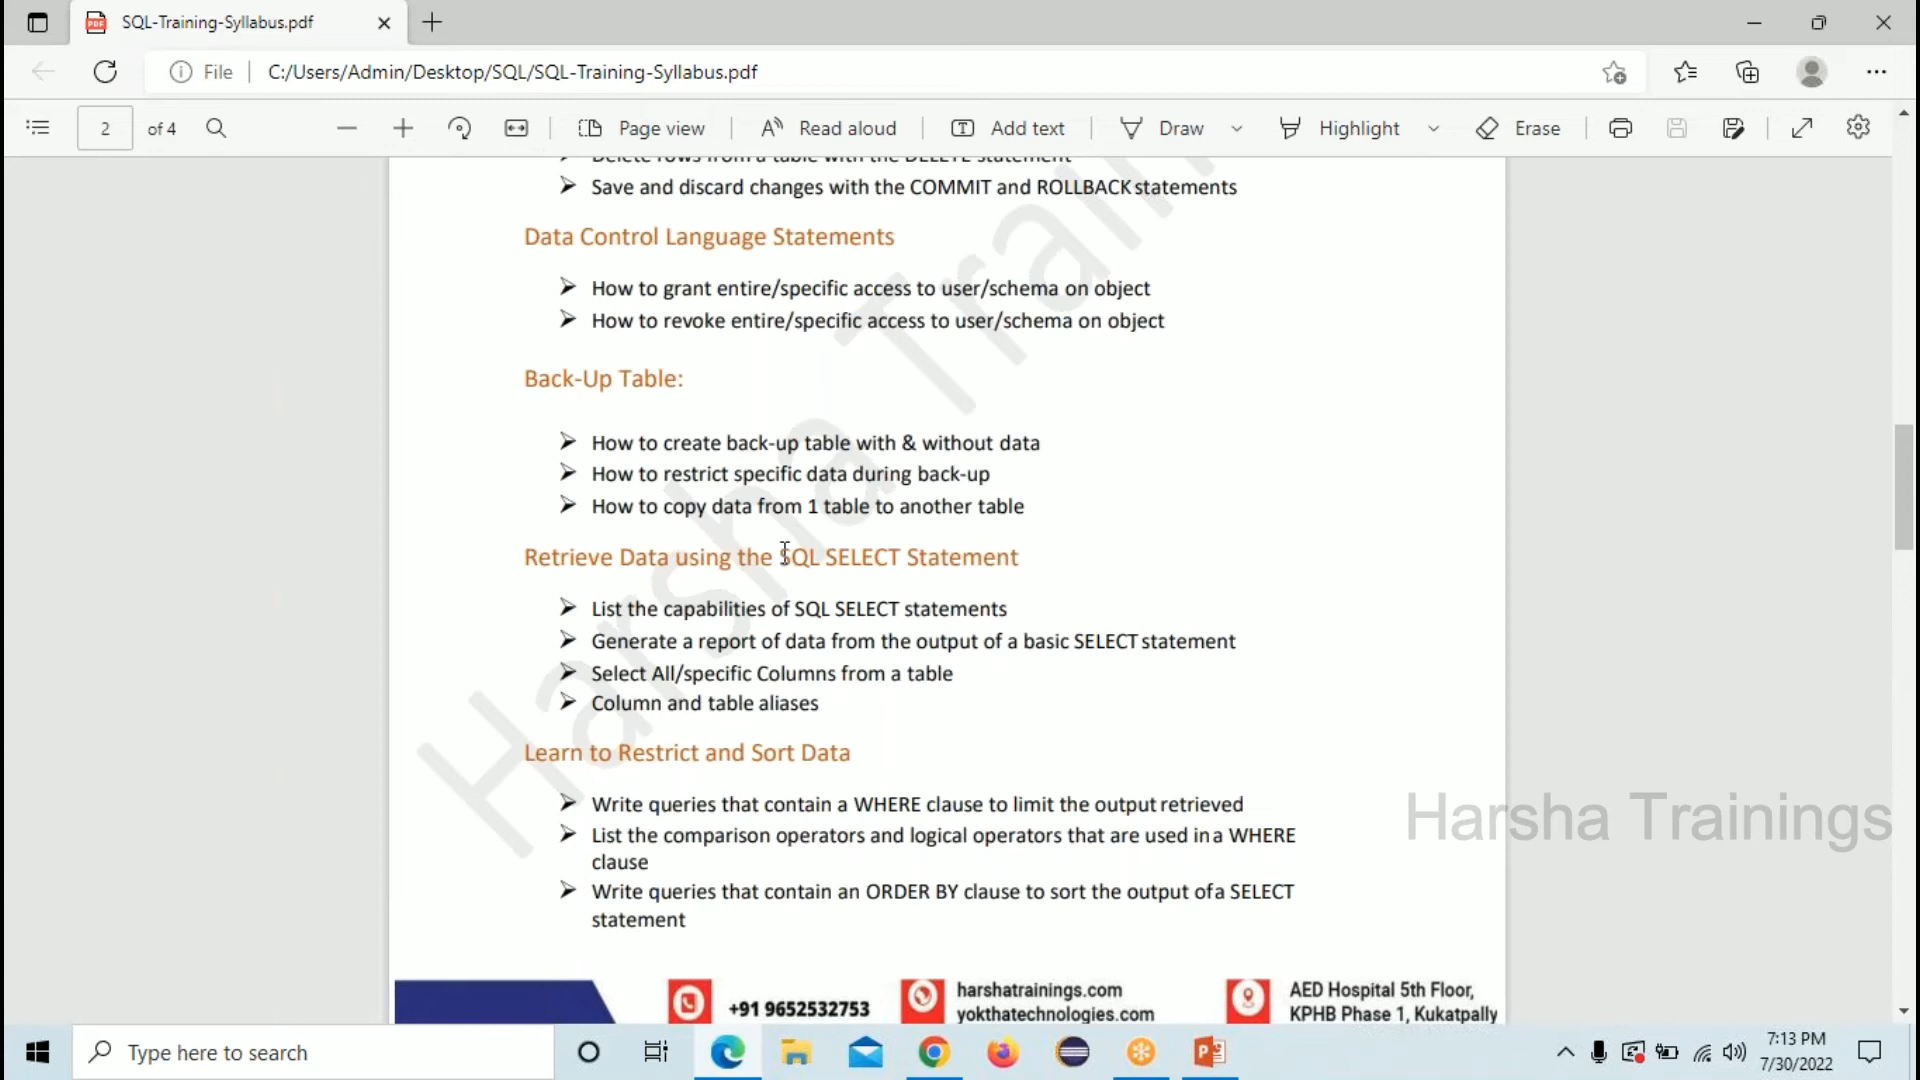 SQL-Training-Syllabus.pdf
File C:/Users/Admin/Desktop/SQL/SQL-Training-Syllabus.pdf
2 of 4 Page view Read aloud Add text Draw Highlight Erase
Delete rows from a table with the DELETE statement
Save and discard changes with the COMMIT and ROLLBACK statements
Data Control Language Statements
How to grant entire/specific access to user/schema on object
How to revoke entire/specific access to user/schema on object
Back-Up Table:
How to create back-up table with & without data
How to restrict specific data during back-up
How to copy data from 1 table to another table
Retrieve Data using the SQL SELECT Statement
List the capabilities of SQL SELECT statements
Generate a report of data from the output of a basic SELECT statement
Select All/specific Columns from a table
Column and table aliases
Learn to Restrict and Sort Data
Write queries that contain a WHERE clause to limit the output retrieved
List the comparison operators and logical operators that are used in a WHERE
clause
Write queries that contain an ORDER BY clause to sort the output of a SELECT
statement
Harsha Train
Harsha Trainings
+91 9652532753
harshatrainings.com
yokthatechnologies.com
AED Hospital 5th Floor,
KPHB Phase 1, Kukatpally
Type here to search
7:13 PM
7/30/2022